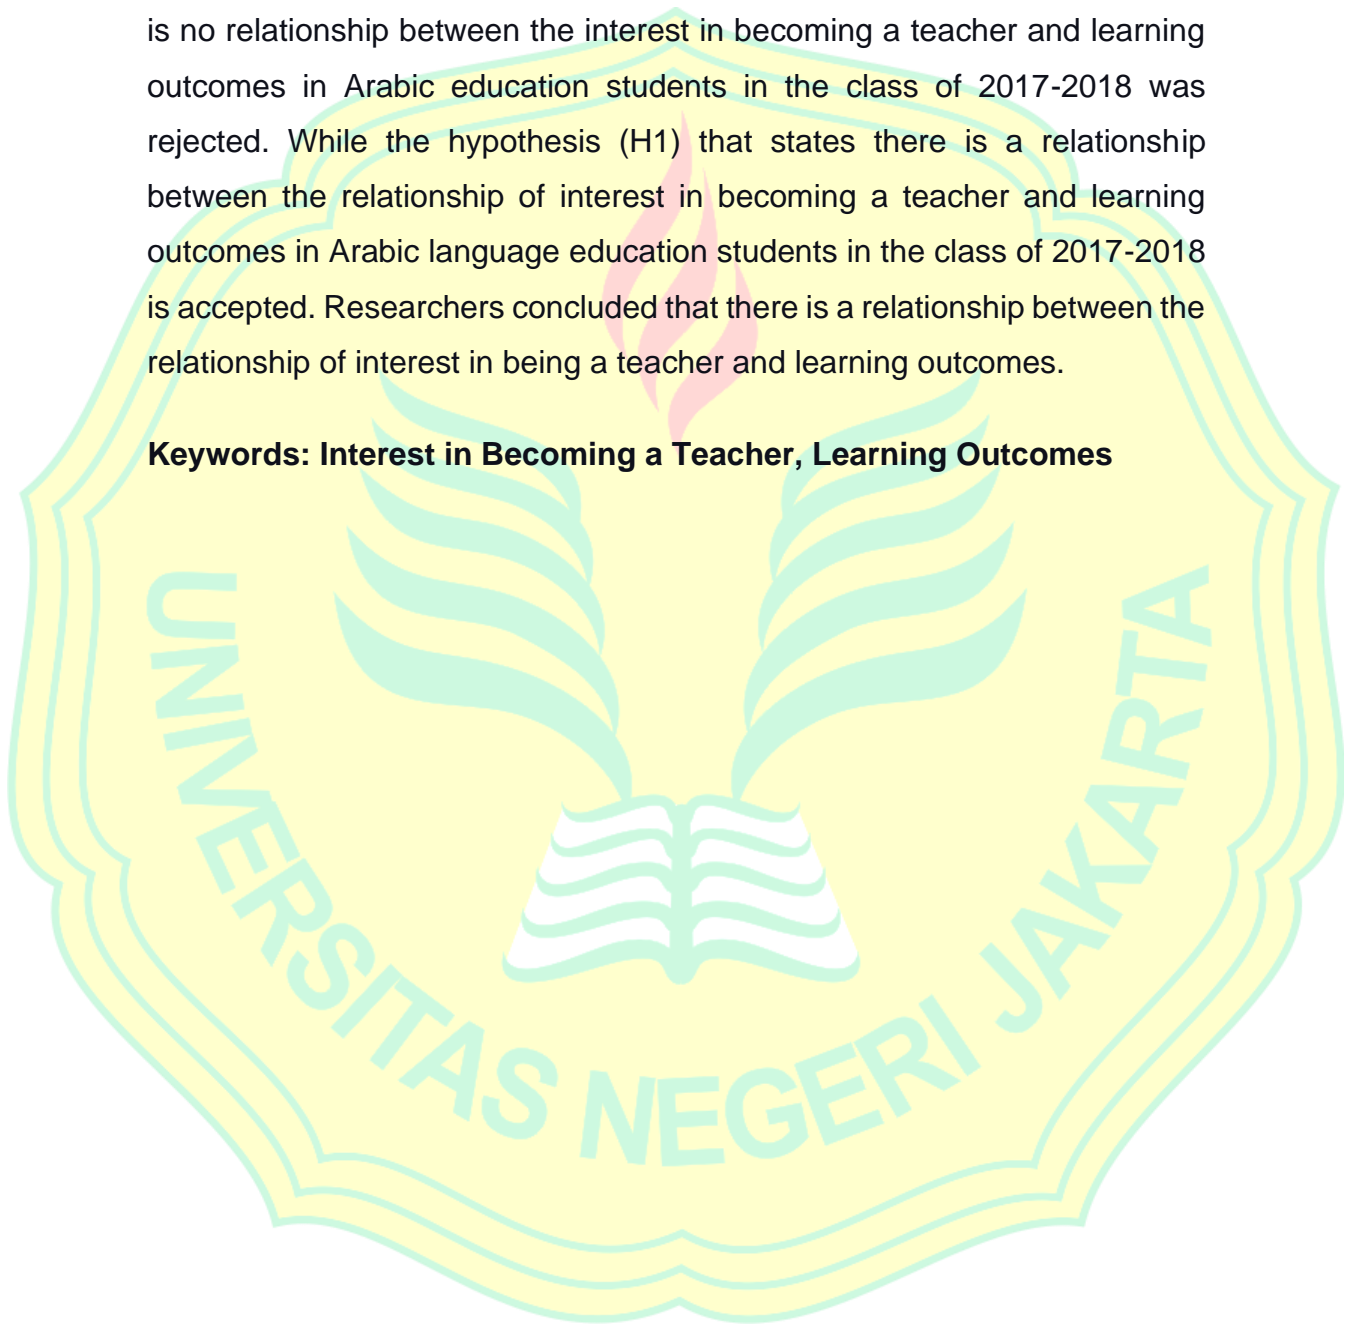 is no relationship between the interest in becoming a teacher and learning
outcomes in Arabic education students in the class of 2017-2018 was
rejected. While the hypothesis (H1) that states there is a relationship
between the relationship of interest in becoming a teacher and learning
outcomes in Arabic language education students in the class of 2017-2018
is accepted. Researchers concluded that there is a relationship between the
relationship of interest in being a teacher and learning outcomes.
Keywords: Interest in Becoming a Teacher, Learning Outcomes
UNIVERSITAS NEGERI JAKARTA